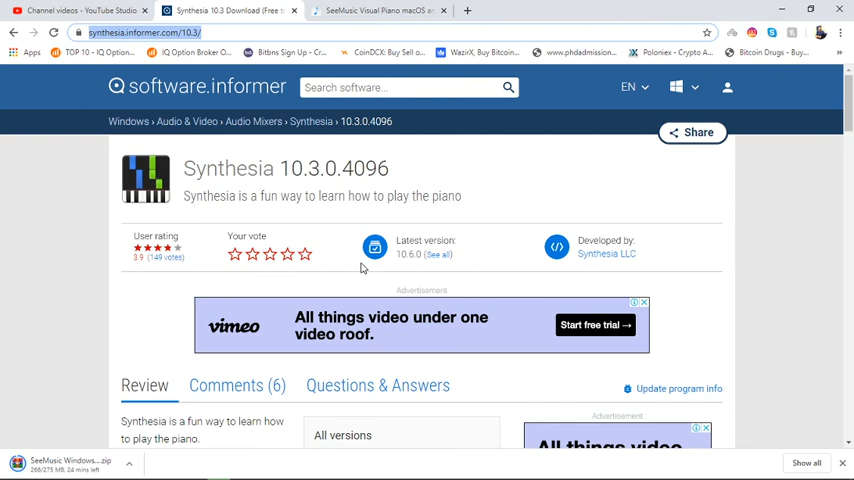 Channel videos - YouTube Studio
Synthesia 10.3 Download (Free t
SeeMusic Visual Piano macOS an
synthesia.informer.com/10.3/
Apps
TOP 10 - IQ Option...
IQ Option Broker O...
Bitbns Sign Up - Cr...
CoinDCX: Buy Sell o...
WazirX, Buy Bitcoin...
www.phdadmission...
Poloniex - Crypto A...
Bitcoin Drugs - Buy...
software.informer
Search software...
EN
Windows › Audio & Video › Audio Mixers › Synthesia › 10.3.0.4096
Share
Synthesia 10.3.0.4096
Synthesia is a fun way to learn how to play the piano
User rating
3.9 (149 votes)
Your vote
Latest version:
10.6.0 (See all)
Developed by:
Synthesia LLC
Advertisement
vimeo
All things video under one
video roof.
Start free trial →
Review
Comments (6)
Questions & Answers
Update program info
Synthesia is a fun way to learn how
to play the piano.
All versions
Advertisement
All things video
SeeMusic Windows....zip
266/275 MB, 24 mins left
Show all